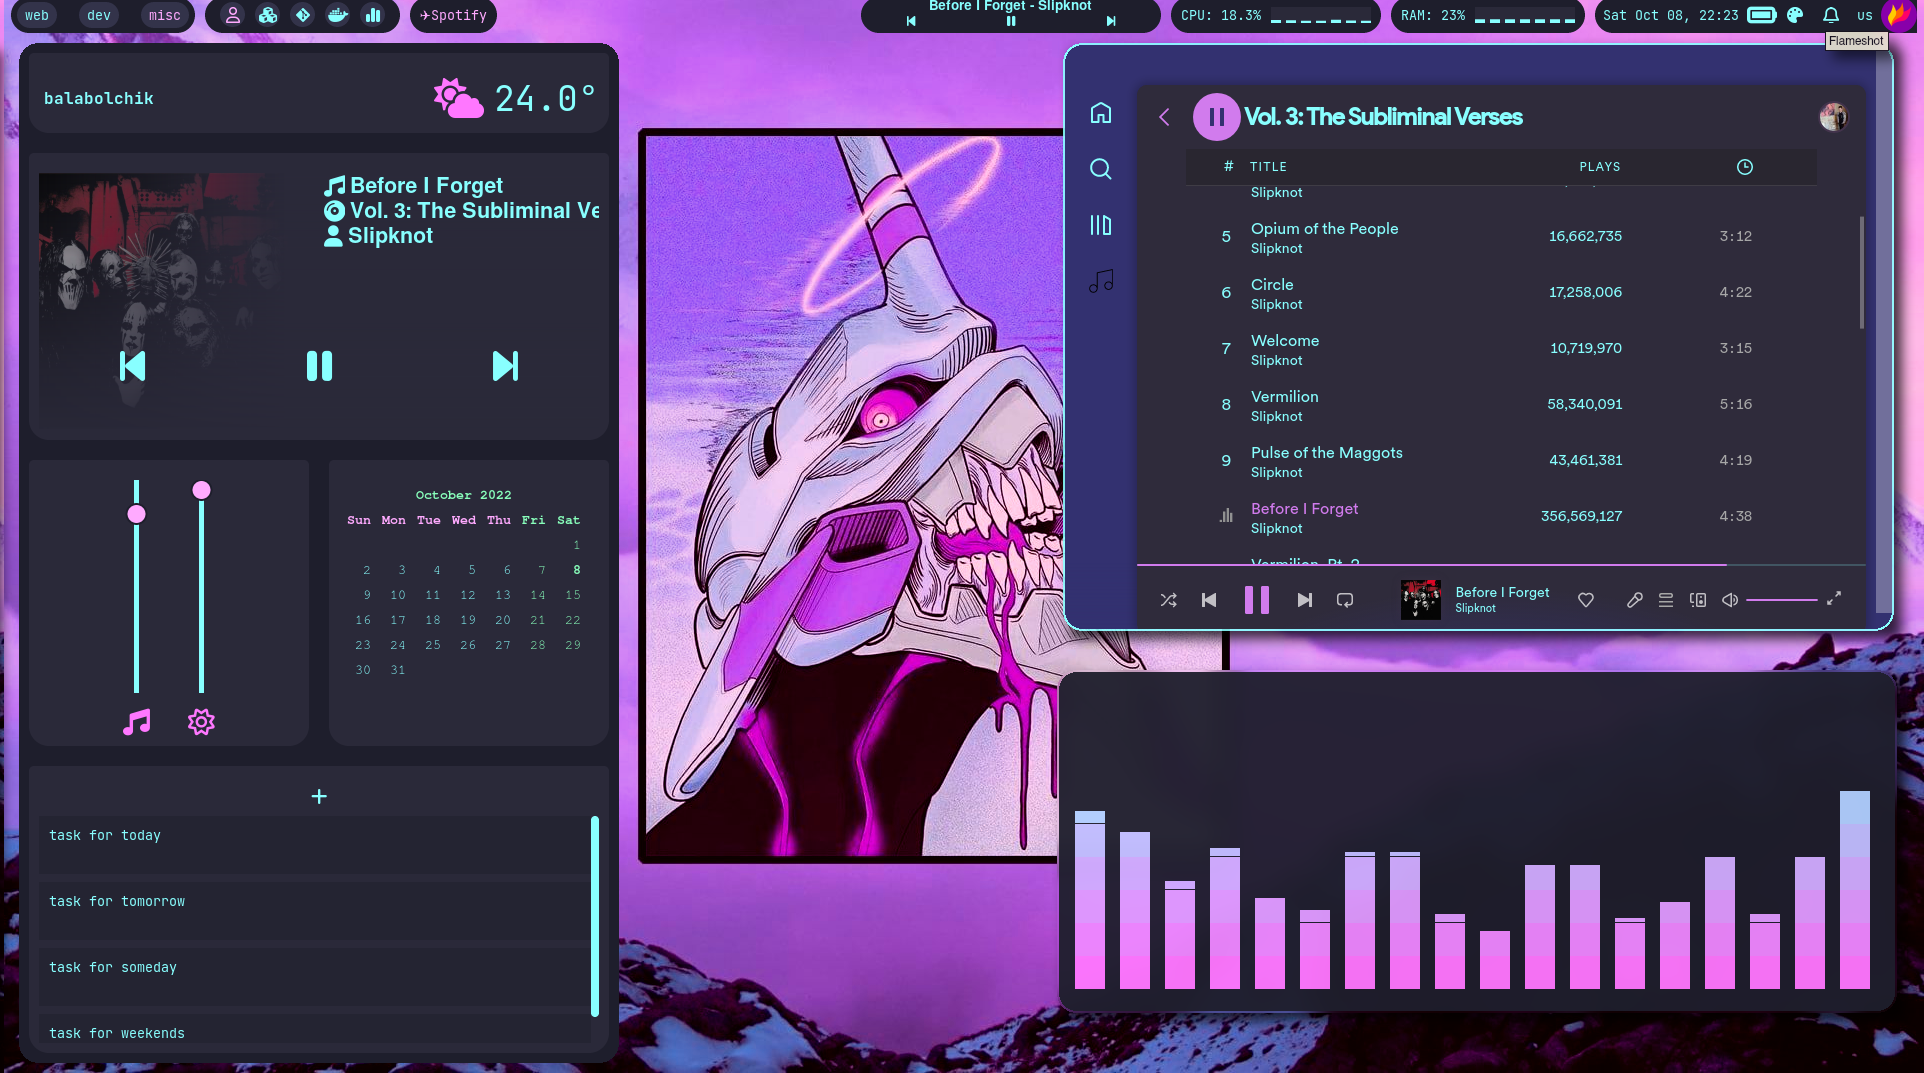 web dev misc
✈Spotify
Before I Forget - Slipknot
CPU: 18.3%
RAM: 23%
Sat Oct 08, 22:23
us
Flameshot
balabolchik
24.0°
Before I Forget
Vol. 3: The Subliminal Ve
Slipknot
October 2022
Sun Mon Tue Wed Thu Fri Sat
1
2 3 4 5 6 7 8
9 10 11 12 13 14 15
16 17 18 19 20 21 22
23 24 25 26 27 28 29
30 31
+
task for today
task for tomorrow
task for someday
task for weekends
Vol. 3: The Subliminal Verses
# TITLE PLAYS
Slipknot
5 Opium of the People 16,662,735 3:12
Slipknot
6 Circle 17,258,006 4:22
Slipknot
7 Welcome 10,719,970 3:15
Slipknot
8 Vermilion 58,340,091 5:16
Slipknot
9 Pulse of the Maggots 43,461,381 4:19
Slipknot
Before I Forget 356,569,127 4:38
Slipknot
Vermilion, Pt. 2
Before I Forget
Slipknot